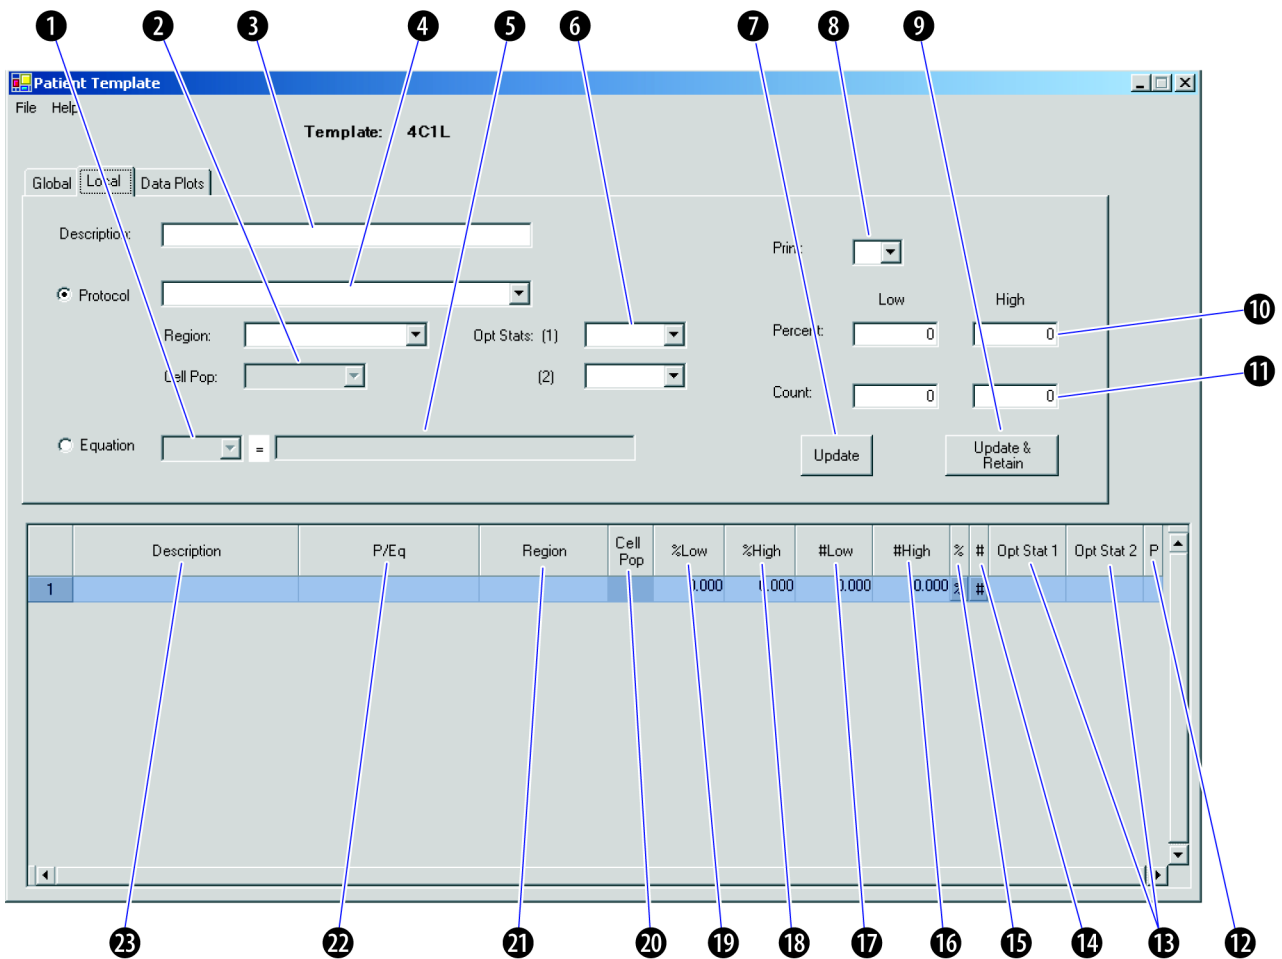 1 2 3 4 5 6 7 8 9
Patient Template
File Help
Template: 4C1L
Global Local Data Plots
Description:
Print:
Protocol
Low High
Region: Opt Stats: (1) Percent: 0 0
10
Cell Pop: (2)
11
Count: 0 0
Equation =
Update Update & Retain
Description P/Eq Region Cell Pop %Low %High #Low #High % # Opt Stat 1 Opt Stat 2 P
1 0.000 0.000 0.000 0.000 % #
23 22 21 20 19 18 17 16 15 14 13 12